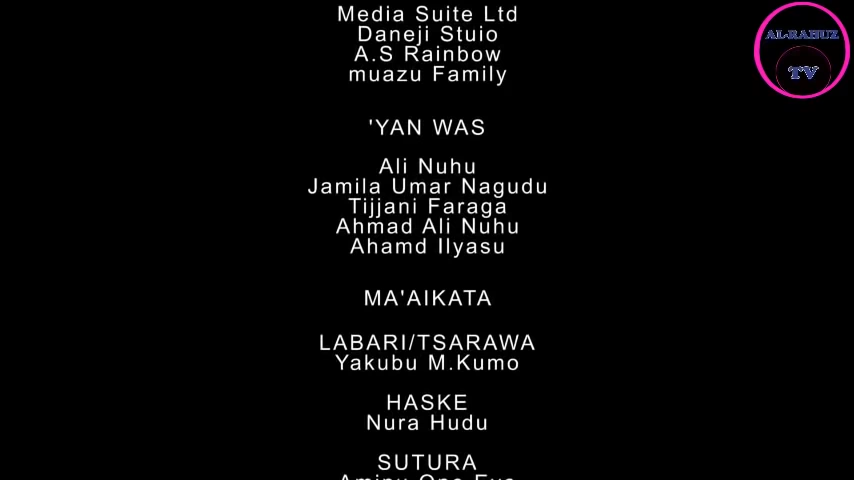 Media Suite Ltd
Daneji Stuio
A.S Rainbow
muazu Family
'YAN WAS
Ali Nuhu
Jamila Umar Nagudu
Tijjani Faraga
Ahmad Ali Nuhu
Ahamd Ilyasu
MA'AIKATA
LABARI/TSARAWA
Yakubu M.Kumo
HASKE
Nura Hudu
SUTURA
AL-RAHUZ
TV